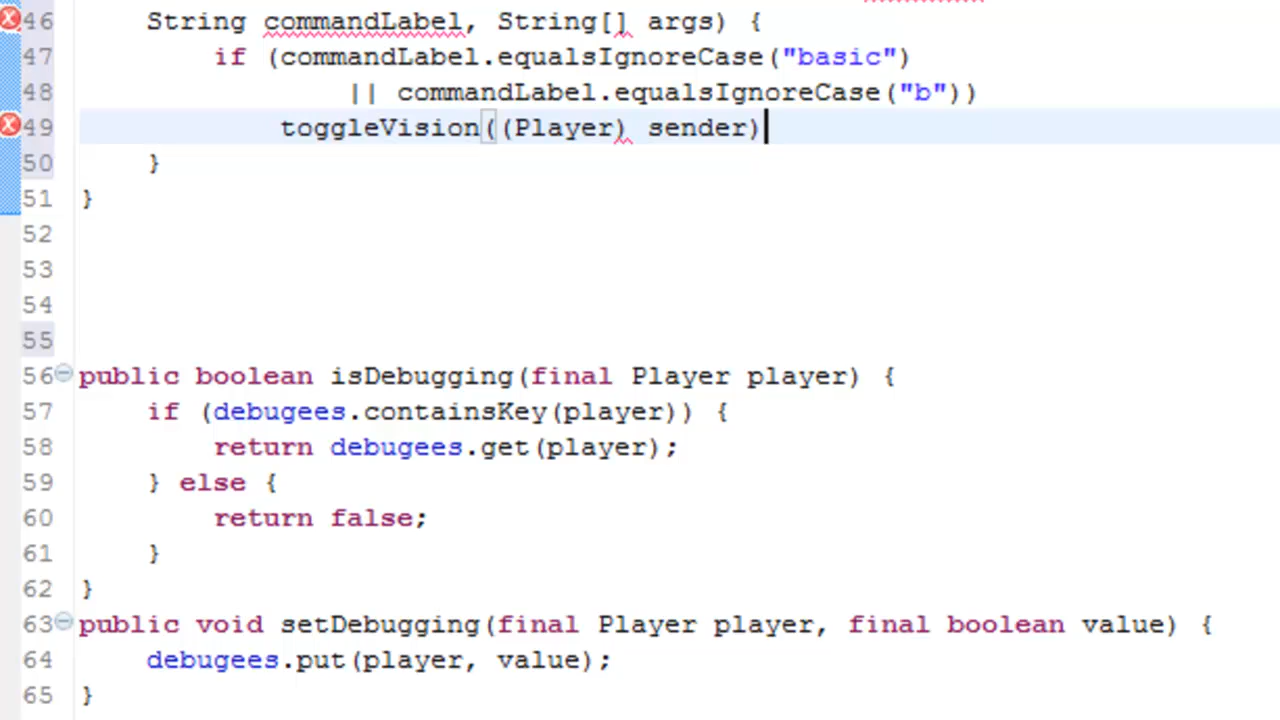 46 String commandLabel, String[] args) {
47 if (commandLabel.equalsIgnoreCase("basic")
48 || commandLabel.equalsIgnoreCase("b"))
49 toggleVision((Player) sender)
50 }
51 }
52
53
54
55
56 public boolean isDebugging(final Player player) {
57 if (debugees.containsKey(player)) {
58 return debugees.get(player);
59 } else {
60 return false;
61 }
62 }
63 public void setDebugging(final Player player, final boolean value) {
64 debugees.put(player, value);
65 }